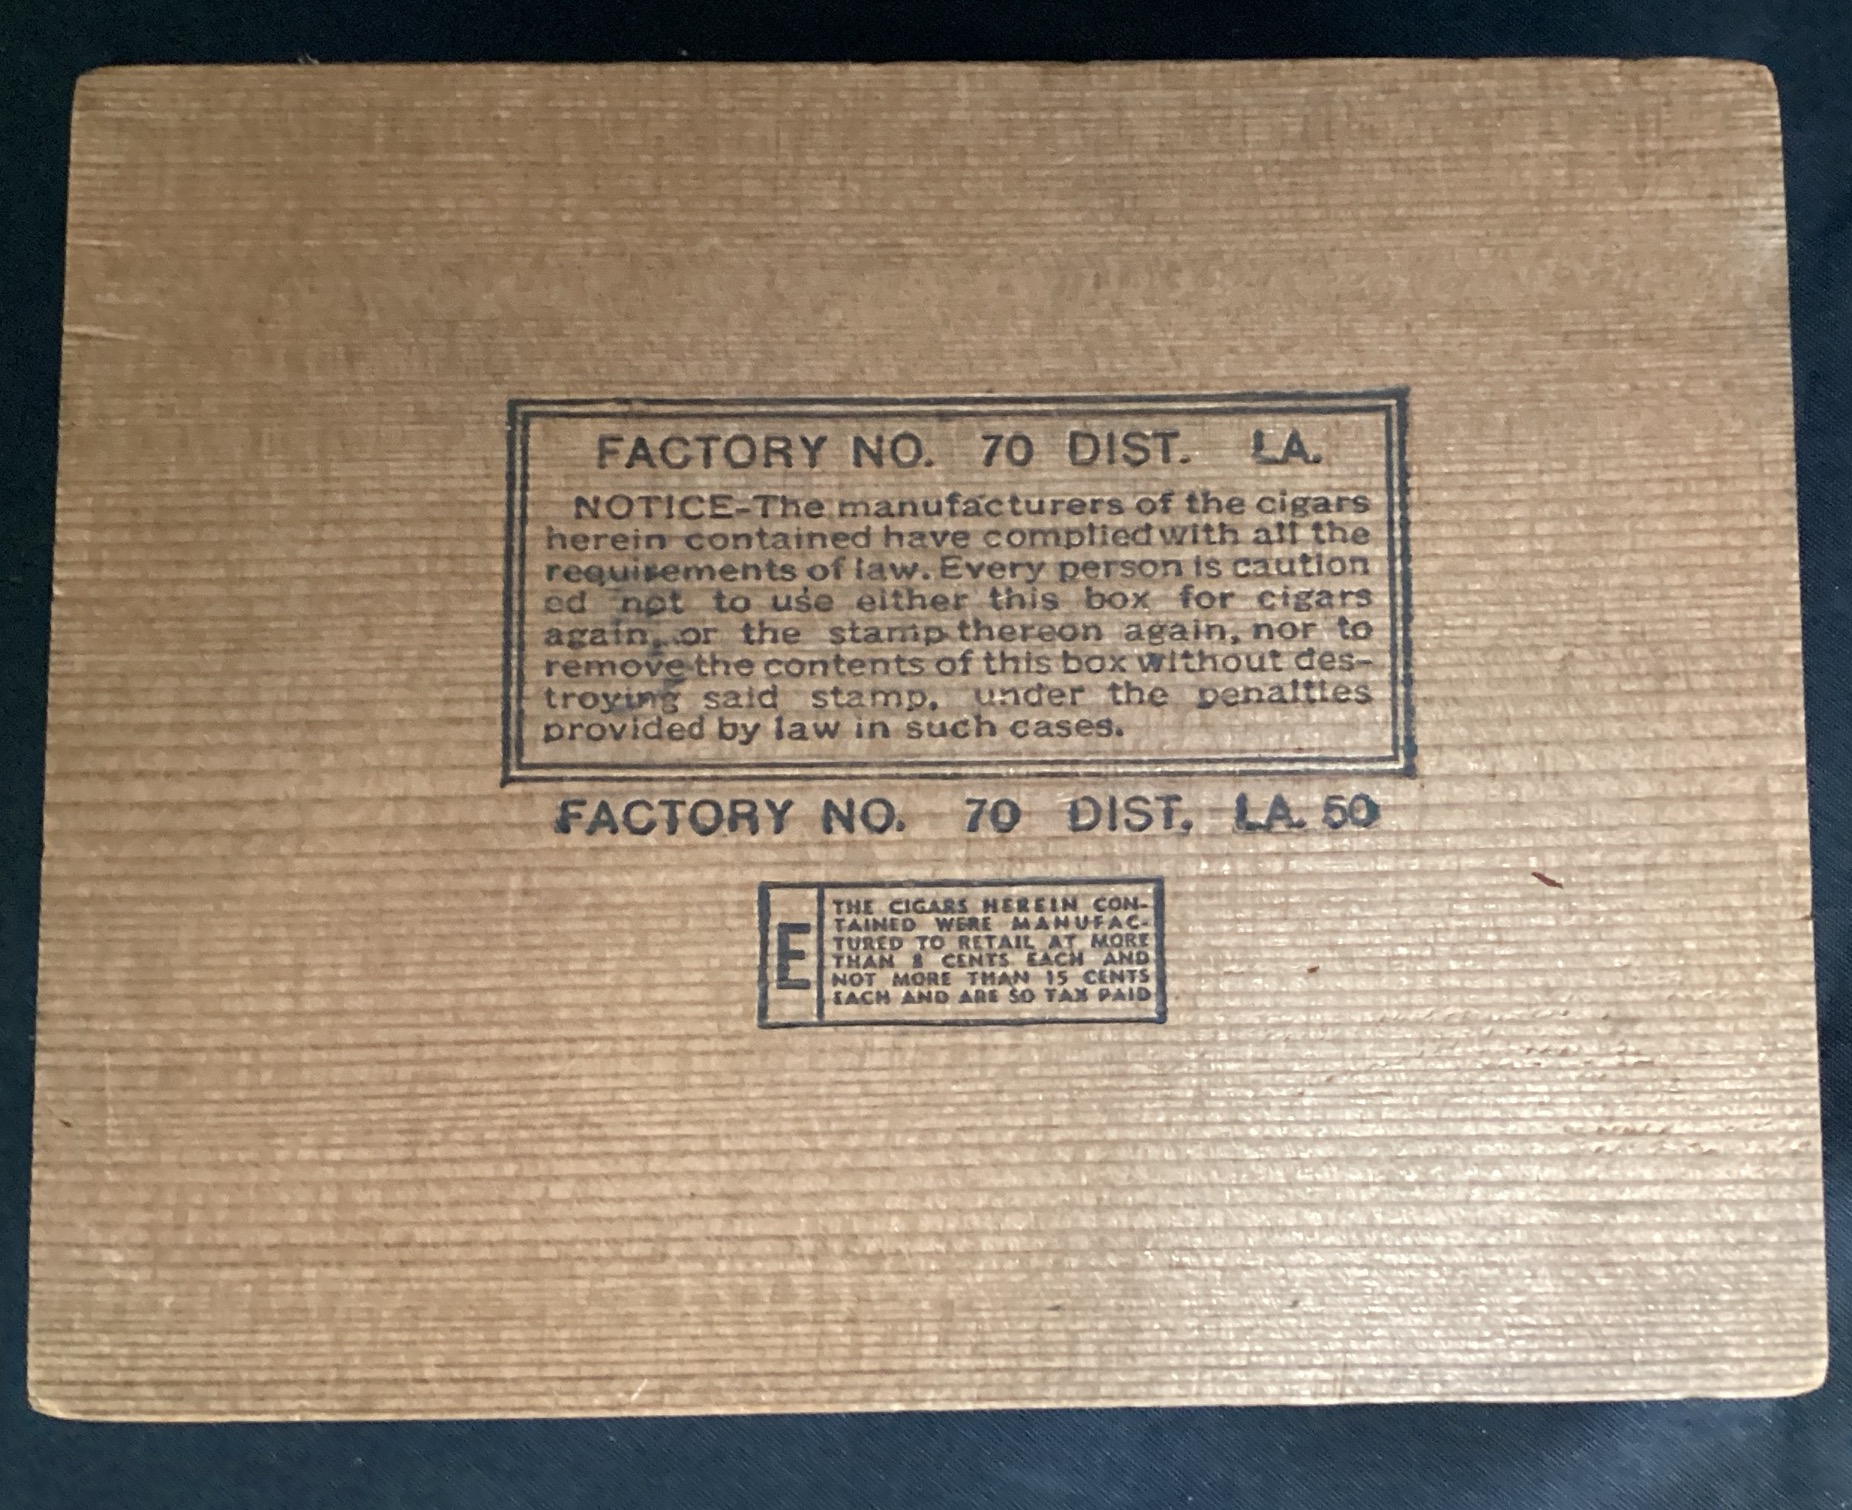 FACTORY NO. 70 DIST. LA.
NOTICE-The manufacturers of the cigars
herein contained have complied with all the
requirements of law. Every person is caution
ed not to use either this box for cigars
again, or the stamp thereon again, nor to
remove the contents of this box without des-
troying said stamp, under the penalties
provided by law in such cases.
FACTORY NO. 70 DIST. LA. 50
E
THE CIGARS HEREIN CON-
TAINED WERE MANUFAC-
TURED TO RETAIL AT MORE
THAN 8 CENTS EACH AND
NOT MORE THAN 15 CENTS
EACH AND ARE SO TAX PAID